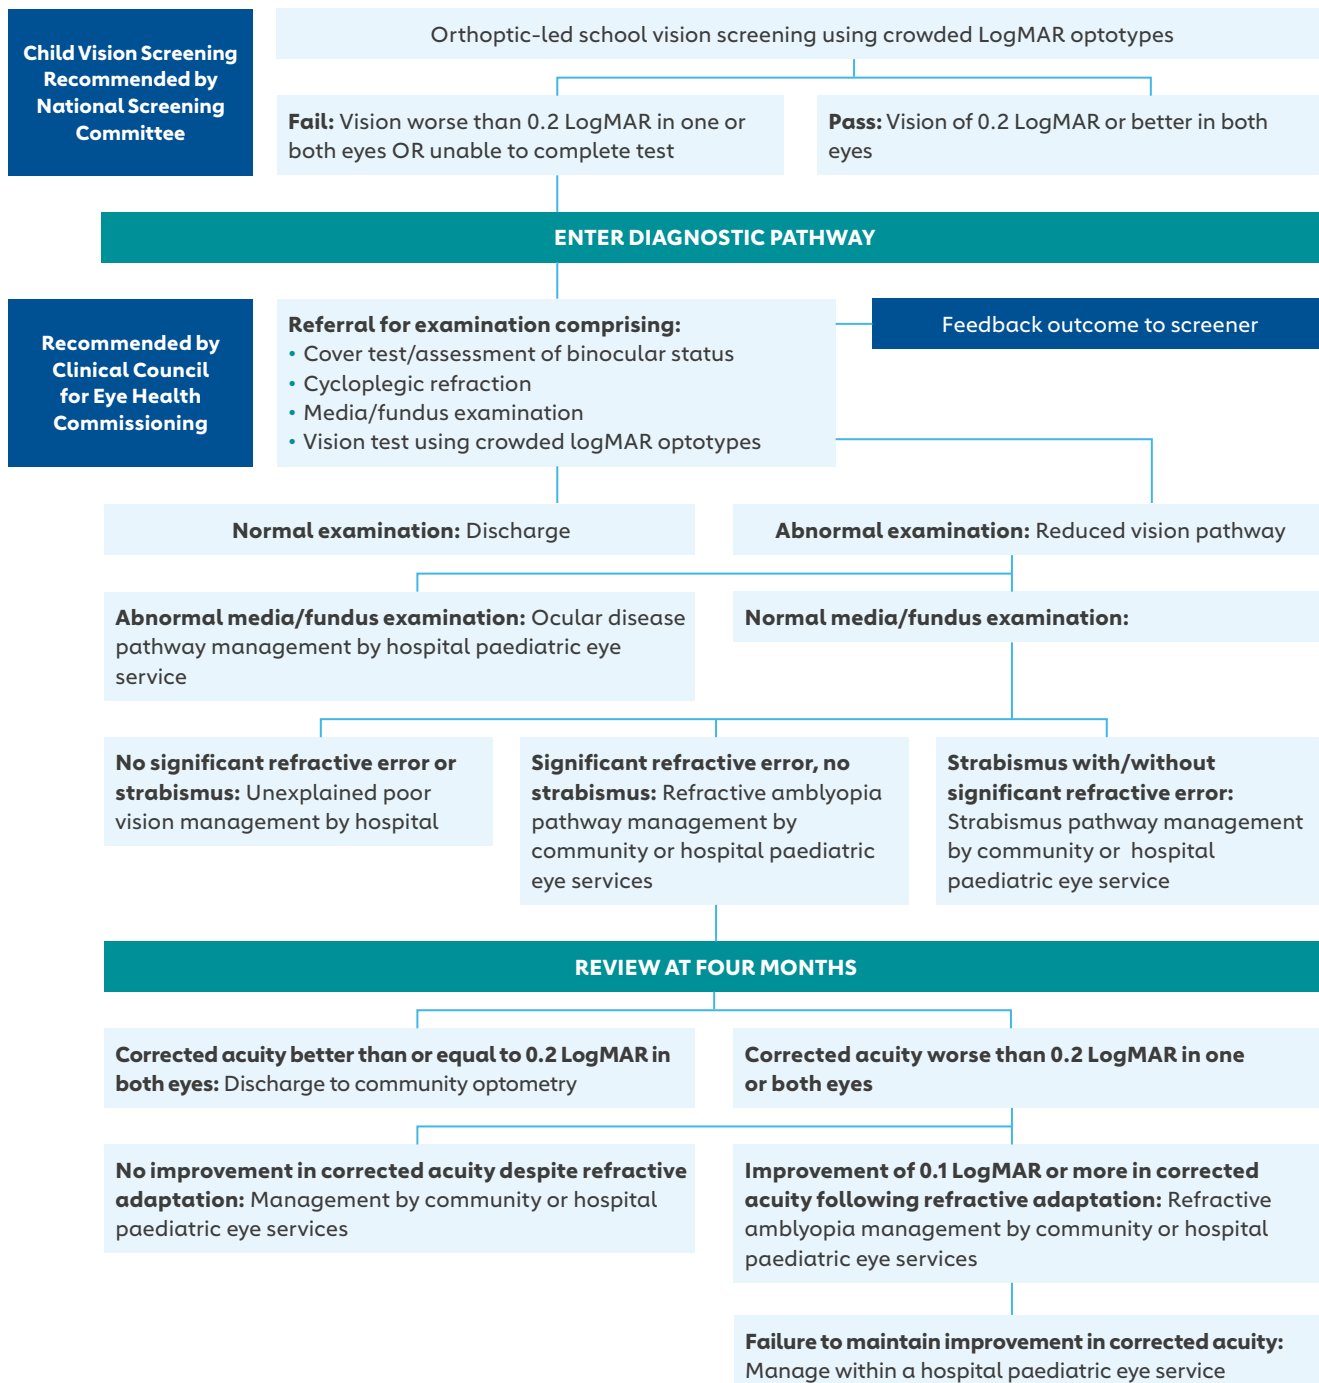 Child Vision Screening
Recommended by
National Screening
Committee
Orthoptic-led school vision screening using crowded LogMAR optotypes
Fail: Vision worse than 0.2 LogMAR in one or
both eyes OR unable to complete test
Pass: Vision of 0.2 LogMAR or better in both
eyes
ENTER DIAGNOSTIC PATHWAY
Recommended by
Clinical Council
for Eye Health
Commissioning
Referral for examination comprising:
• Cover test/assessment of binocular status
• Cycloplegic refraction
• Media/fundus examination
• Vision test using crowded logMAR optotypes
Feedback outcome to screener
Normal examination: Discharge
Abnormal examination: Reduced vision pathway
Abnormal media/fundus examination: Ocular disease
pathway management by hospital paediatric eye
service
Normal media/fundus examination:
No significant refractive error or
strabismus: Unexplained poor
vision management by hospital
Significant refractive error, no
strabismus: Refractive amblyopia
pathway management by
community or hospital paediatric
eye services
Strabismus with/without
significant refractive error:
Strabismus pathway management
by community or hospital
paediatric eye service
REVIEW AT FOUR MONTHS
Corrected acuity better than or equal to 0.2 LogMAR in
both eyes: Discharge to community optometry
Corrected acuity worse than 0.2 LogMAR in one
or both eyes
No improvement in corrected acuity despite refractive
adaptation: Management by community or hospital
paediatric eye services
Improvement of 0.1 LogMAR or more in corrected
acuity following refractive adaptation: Refractive
amblyopia management by community or hospital
paediatric eye services
Failure to maintain improvement in corrected acuity:
Manage within a hospital paediatric eye service